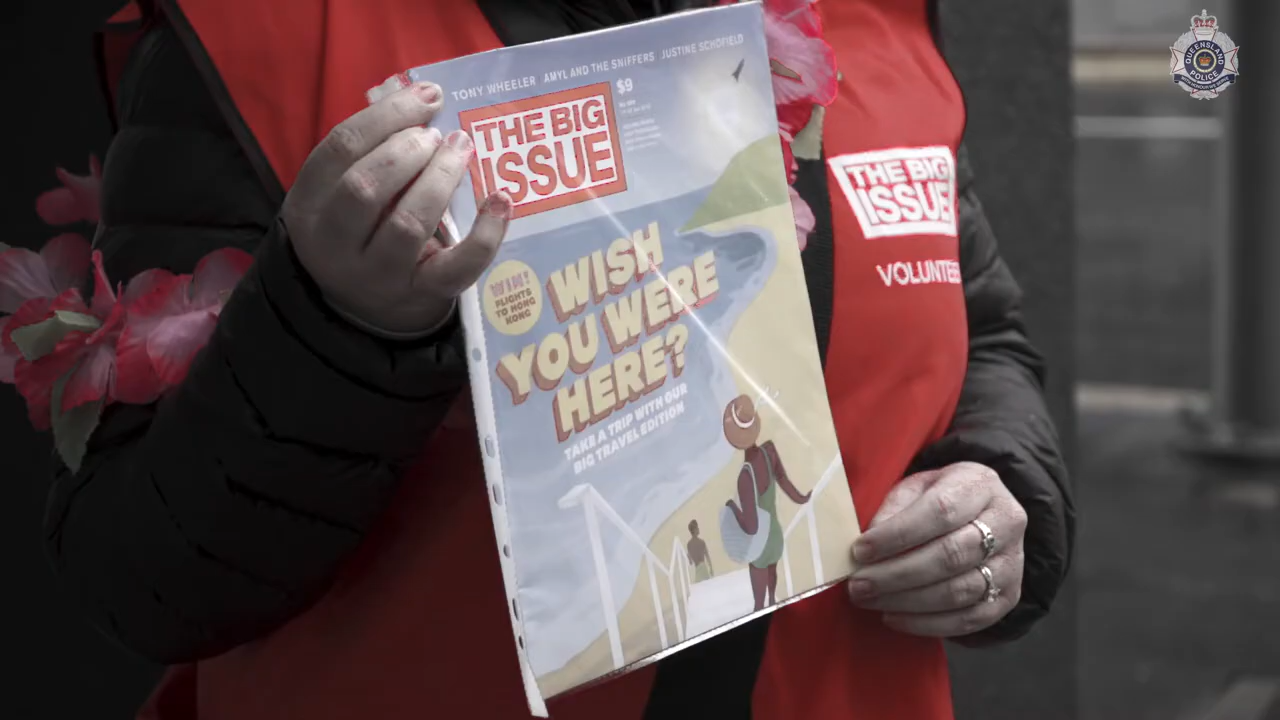 TONY WHEELER AMYL AND THE SNIFFERS JUSTINE SCHOFIELD
$9
THE BIG
ISSUE
WIN!
FLIGHTS
TO HONG
KONG
WISH
YOU WERE
HERE?
TAKE A TRIP WITH OUR
BIG TRAVEL EDITION
THE BIG
ISSUE
VOLUNTEE
QUEENSLAND
POLICE